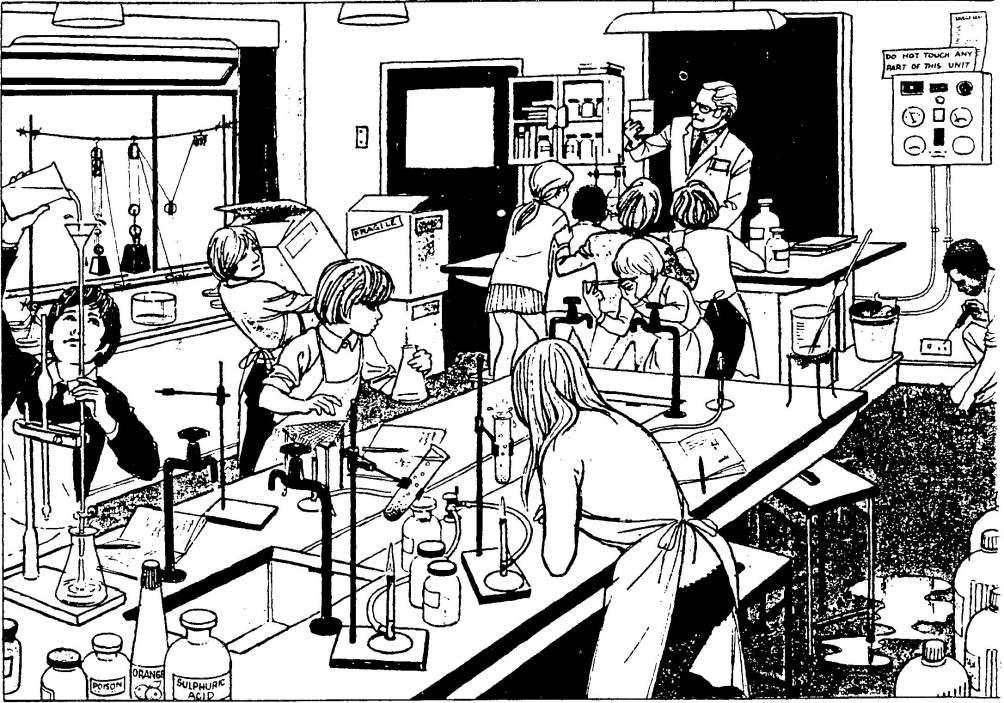 DO NOT TOUCH ANY
PART OF THIS UNIT
FRAGILE
POISON
ORANGE
SULPHURIC
ACID